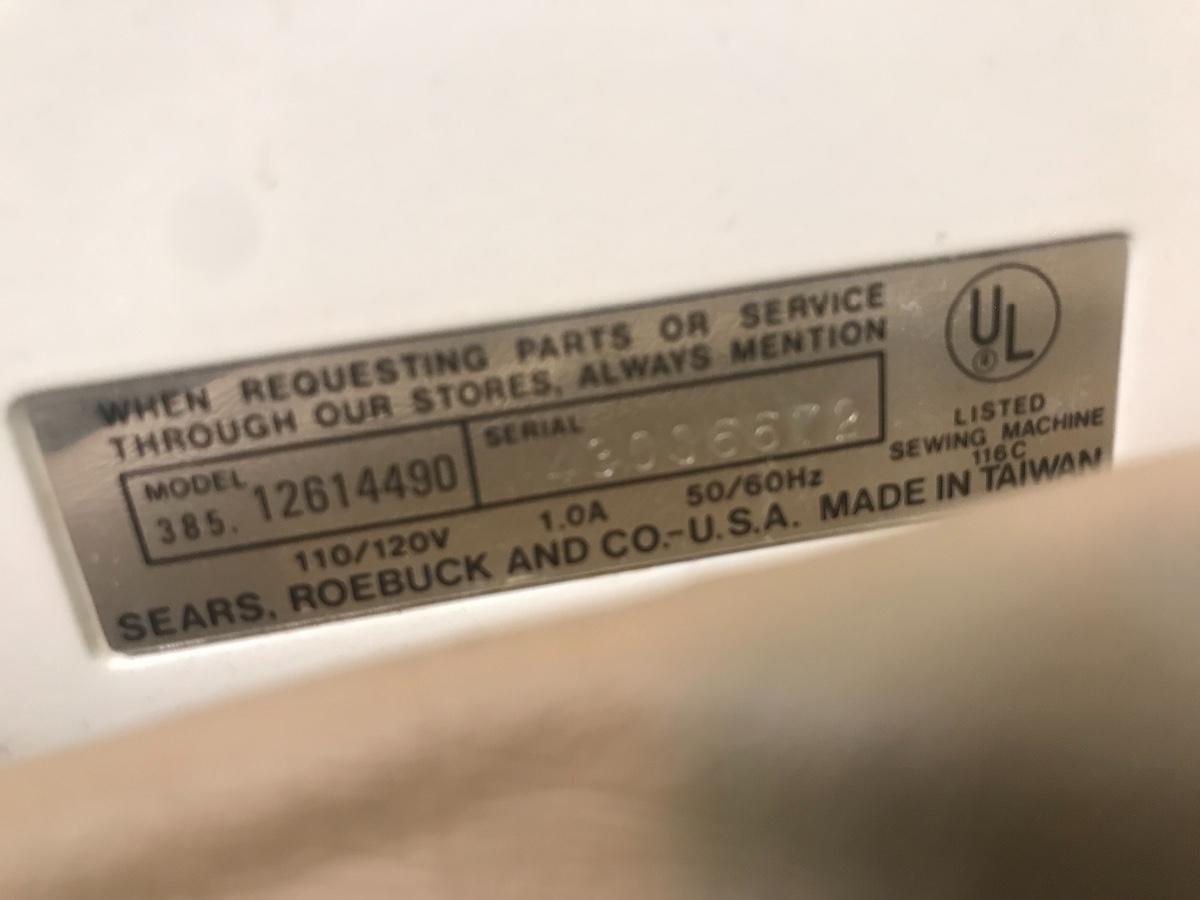 WHEN REQUESTING PARTS OR SERVICE
THROUGH OUR STORES, ALWAYS MENTION
MODEL
385. 12614490
SERIAL
110/120V 1.0A 50/60Hz
SEARS, ROEBUCK AND CO.-U.S.A. MADE IN TAIWAN
UL
®
LISTED
SEWING MACHINE
116C